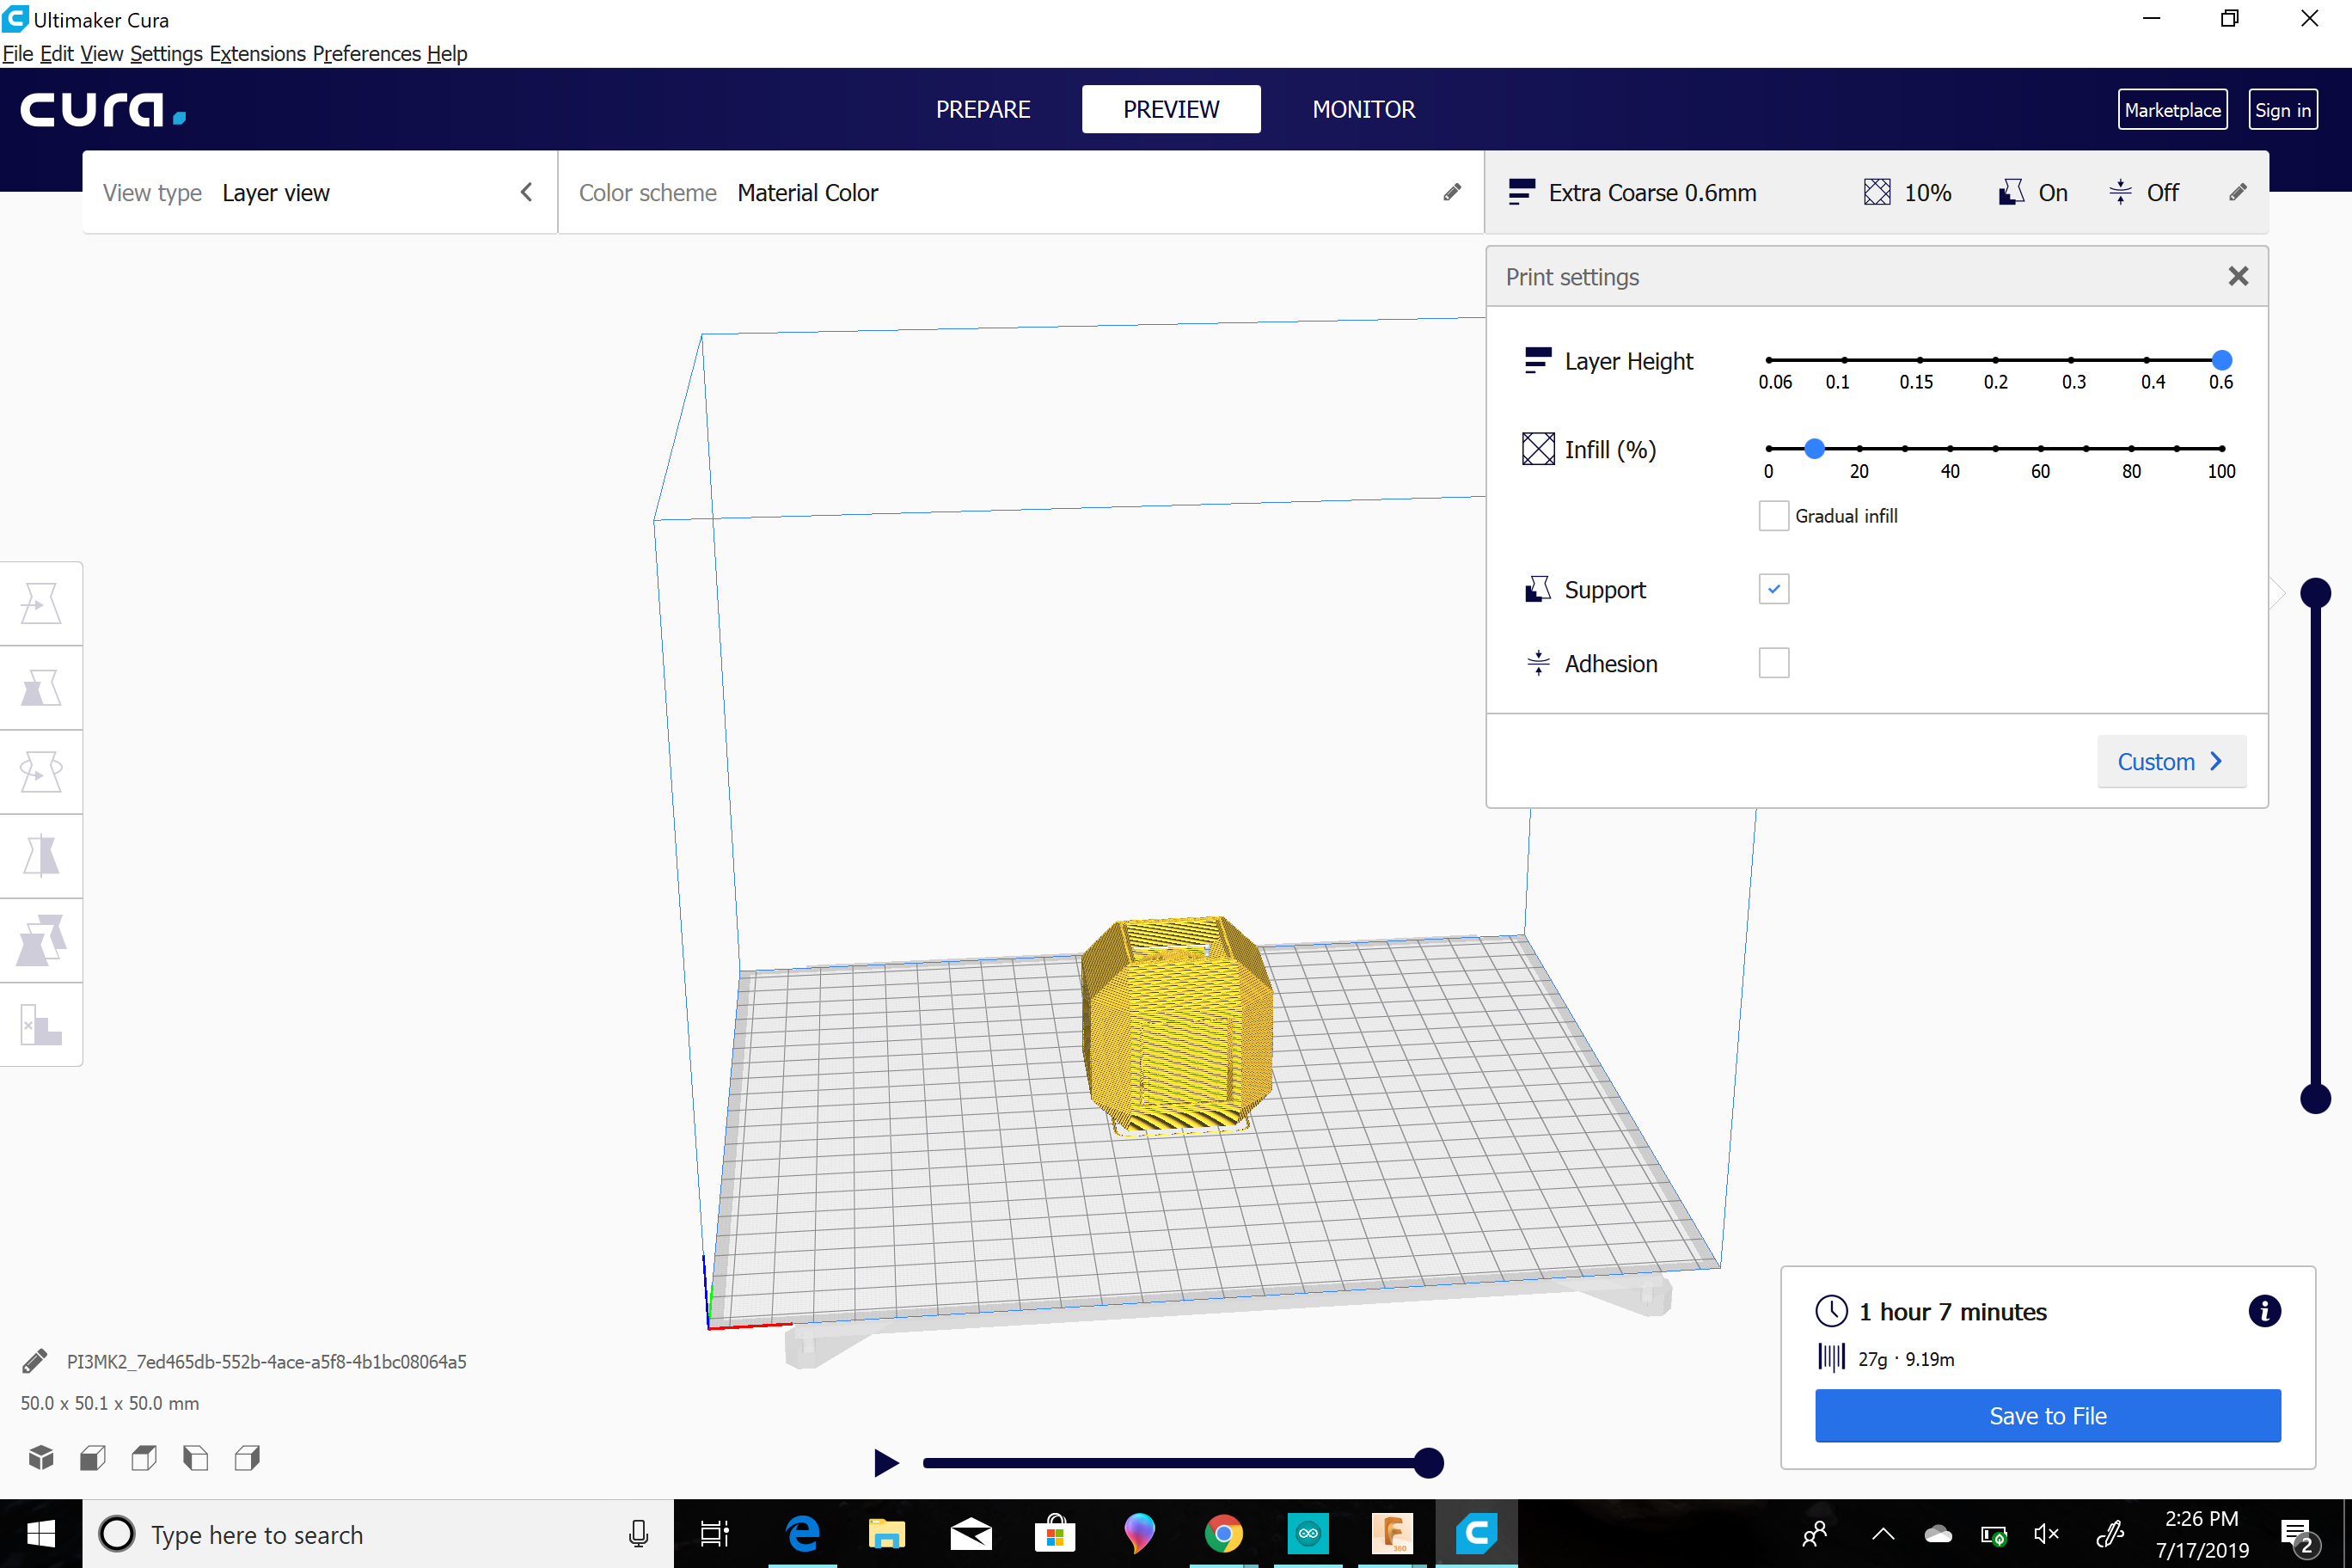 Ultimaker Cura
File Edit View Settings Extensions Preferences Help
cura.
PREPARE PREVIEW MONITOR
Marketplace Sign in
View type Layer view
Color scheme Material Color
Extra Coarse 0.6mm 10% On Off
Print settings
Layer Height
0.06 0.1 0.15 0.2 0.3 0.4 0.6
Infill (%)
0 20 40 60 80 100
Gradual infill
Support
Adhesion
Custom
1 hour 7 minutes
27g · 9.19m
Save to File
PI3MK2_7ed465db-552b-4ace-a5f8-4b1bc08064a5
50.0 x 50.1 x 50.0 mm
Type here to search
360
2:26 PM
7/17/2019
2